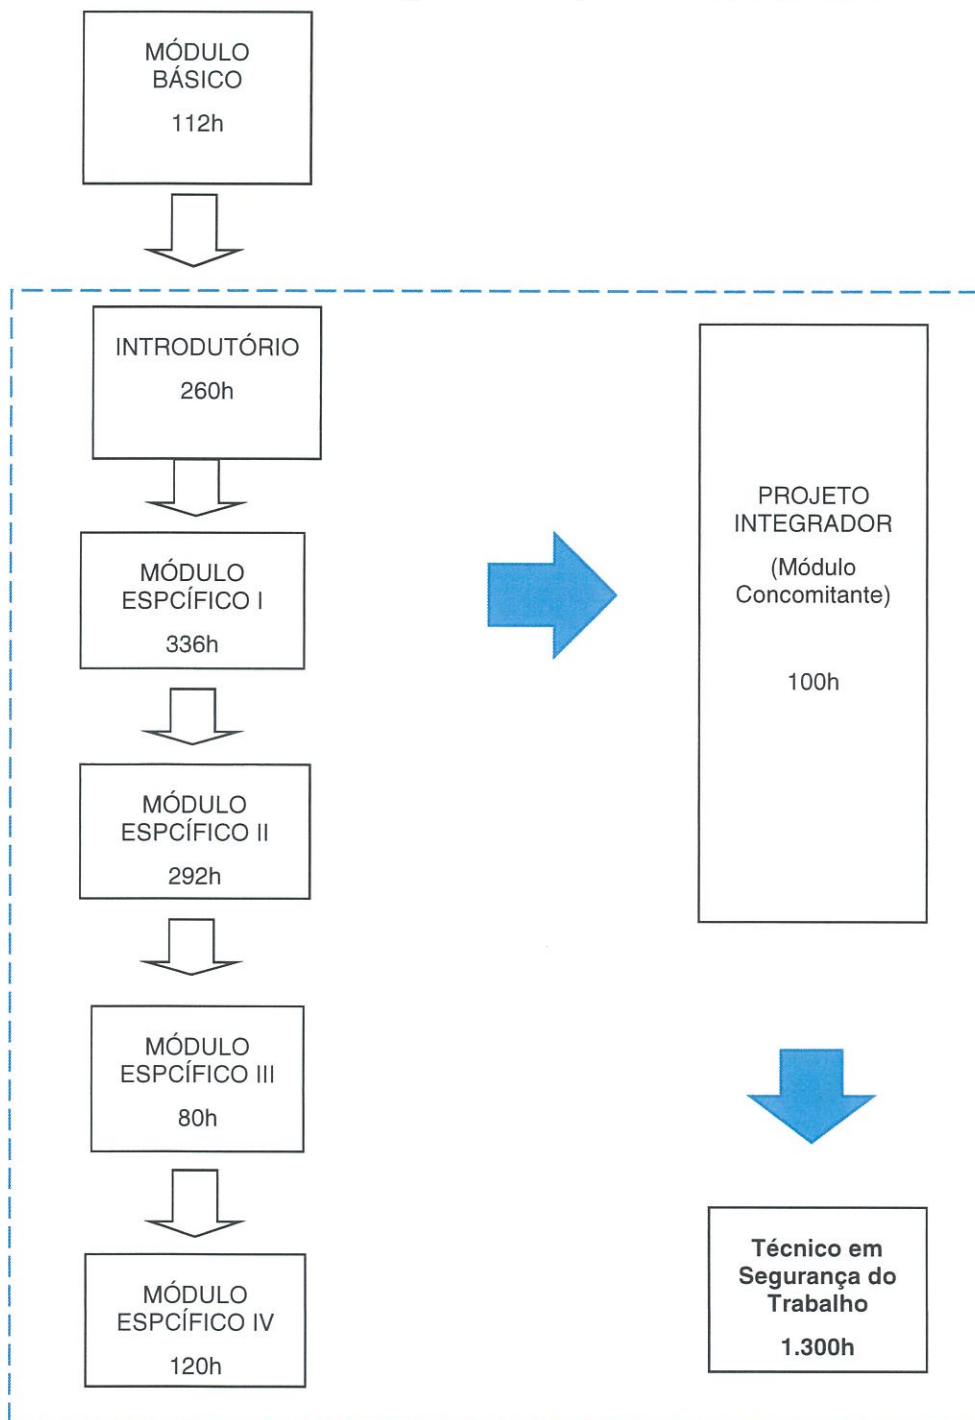 MÓDULO
BÁSICO
112h
INTRODUTÓRIO
260h
MÓDULO
ESPCÍFICO I
336h
MÓDULO
ESPCÍFICO II
292h
MÓDULO
ESPCÍFICO III
80h
MÓDULO
ESPCÍFICO IV
120h
PROJETO
INTEGRADOR
(Módulo
Concomitante)
100h
Técnico em
Segurança do
Trabalho
1.300h